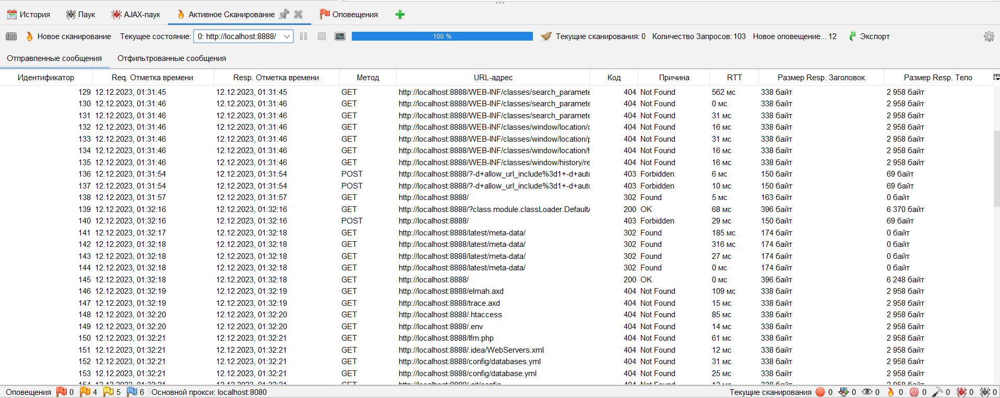 История Паук AJAX-паук Активное Сканирование Оповещения
Новое сканирование Текущее состояние: 0: http://localhost:8888/ 100 % Текущие сканирования: 0 Количество Запросов: 103 Новое оповещение... 12 Экспорт
Отправленные сообщения Отфильтрованные сообщения
Идентификатор Req. Отметка времени Resp. Отметка времени Метод URL-адрес Код Причина RTT Размер Resp. Заголовок Размер Resp. Тело
129 12.12.2023, 01:31:45 12.12.2023, 01:31:45 GET http://localhost:8888/WEB-INF/classes/search_paramete 404 Not Found 562 мс 338 байт 2 958 байт
130 12.12.2023, 01:31:46 12.12.2023, 01:31:46 GET http://localhost:8888/WEB-INF/classes/search_paramete 404 Not Found 0 мс 338 байт 2 958 байт
131 12.12.2023, 01:31:46 12.12.2023, 01:31:46 GET http://localhost:8888/WEB-INF/classes/search_paramete 404 Not Found 31 мс 338 байт 2 958 байт
132 12.12.2023, 01:31:46 12.12.2023, 01:31:46 GET http://localhost:8888/WEB-INF/classes/window/location/c 404 Not Found 16 мс 338 байт 2 958 байт
133 12.12.2023, 01:31:46 12.12.2023, 01:31:46 GET http://localhost:8888/WEB-INF/classes/window/location/p 404 Not Found 31 мс 338 байт 2 958 байт
134 12.12.2023, 01:31:46 12.12.2023, 01:31:46 GET http://localhost:8888/WEB-INF/classes/window/location/h 404 Not Found 16 мс 338 байт 2 958 байт
135 12.12.2023, 01:31:46 12.12.2023, 01:31:46 GET http://localhost:8888/WEB-INF/classes/window/history/re 404 Not Found 16 мс 338 байт 2 958 байт
136 12.12.2023, 01:31:54 12.12.2023, 01:31:54 POST http://localhost:8888/?-d+allow_url_include%3d1+-d+auto 403 Forbidden 6 мс 150 байт 69 байт
137 12.12.2023, 01:31:54 12.12.2023, 01:31:54 POST http://localhost:8888/?-d+allow_url_include%3d1+-d+auto 403 Forbidden 10 мс 150 байт 69 байт
138 12.12.2023, 01:31:57 12.12.2023, 01:31:57 GET http://localhost:8888/ 302 Found 5 мс 163 байт 0 байт
139 12.12.2023, 01:32:16 12.12.2023, 01:32:16 GET http://localhost:8888/?class.module.classLoader.DefaultA 200 OK 68 мс 396 байт 6 370 байт
140 12.12.2023, 01:32:16 12.12.2023, 01:32:16 POST http://localhost:8888/ 403 Forbidden 29 мс 150 байт 69 байт
141 12.12.2023, 01:32:17 12.12.2023, 01:32:18 GET http://localhost:8888/latest/meta-data/ 302 Found 185 мс 174 байт 0 байт
142 12.12.2023, 01:32:18 12.12.2023, 01:32:18 GET http://localhost:8888/latest/meta-data/ 302 Found 316 мс 174 байт 0 байт
143 12.12.2023, 01:32:18 12.12.2023, 01:32:18 GET http://localhost:8888/latest/meta-data/ 302 Found 27 мс 174 байт 0 байт
144 12.12.2023, 01:32:18 12.12.2023, 01:32:18 GET http://localhost:8888/latest/meta-data/ 302 Found 0 мс 174 байт 0 байт
145 12.12.2023, 01:32:18 12.12.2023, 01:32:18 GET http://localhost:8888/ 200 OK 0 мс 396 байт 6 248 байт
146 12.12.2023, 01:32:19 12.12.2023, 01:32:19 GET http://localhost:8888/elmah.axd 404 Not Found 109 мс 338 байт 2 958 байт
147 12.12.2023, 01:32:19 12.12.2023, 01:32:19 GET http://localhost:8888/trace.axd 404 Not Found 15 мс 338 байт 2 958 байт
148 12.12.2023, 01:32:20 12.12.2023, 01:32:20 GET http://localhost:8888/.htaccess 404 Not Found 85 мс 338 байт 2 958 байт
149 12.12.2023, 01:32:20 12.12.2023, 01:32:20 GET http://localhost:8888/.env 404 Not Found 14 мс 338 байт 2 958 байт
150 12.12.2023, 01:32:21 12.12.2023, 01:32:21 GET http://localhost:8888/lfm.php 404 Not Found 61 мс 338 байт 2 958 байт
151 12.12.2023, 01:32:21 12.12.2023, 01:32:21 GET http://localhost:8888/.idea/WebServers.xml 404 Not Found 12 мс 338 байт 2 958 байт
152 12.12.2023, 01:32:21 12.12.2023, 01:32:21 GET http://localhost:8888/config/databases.yml 404 Not Found 31 мс 338 байт 2 958 байт
153 12.12.2023, 01:32:21 12.12.2023, 01:32:21 GET http://localhost:8888/config/database.yml 404 Not Found 25 мс 338 байт 2 958 байт
Оповещения 0 4 5 6 Основной прокси: localhost:8080 Текущие сканирования 0 0 0 0 0 0 0 0